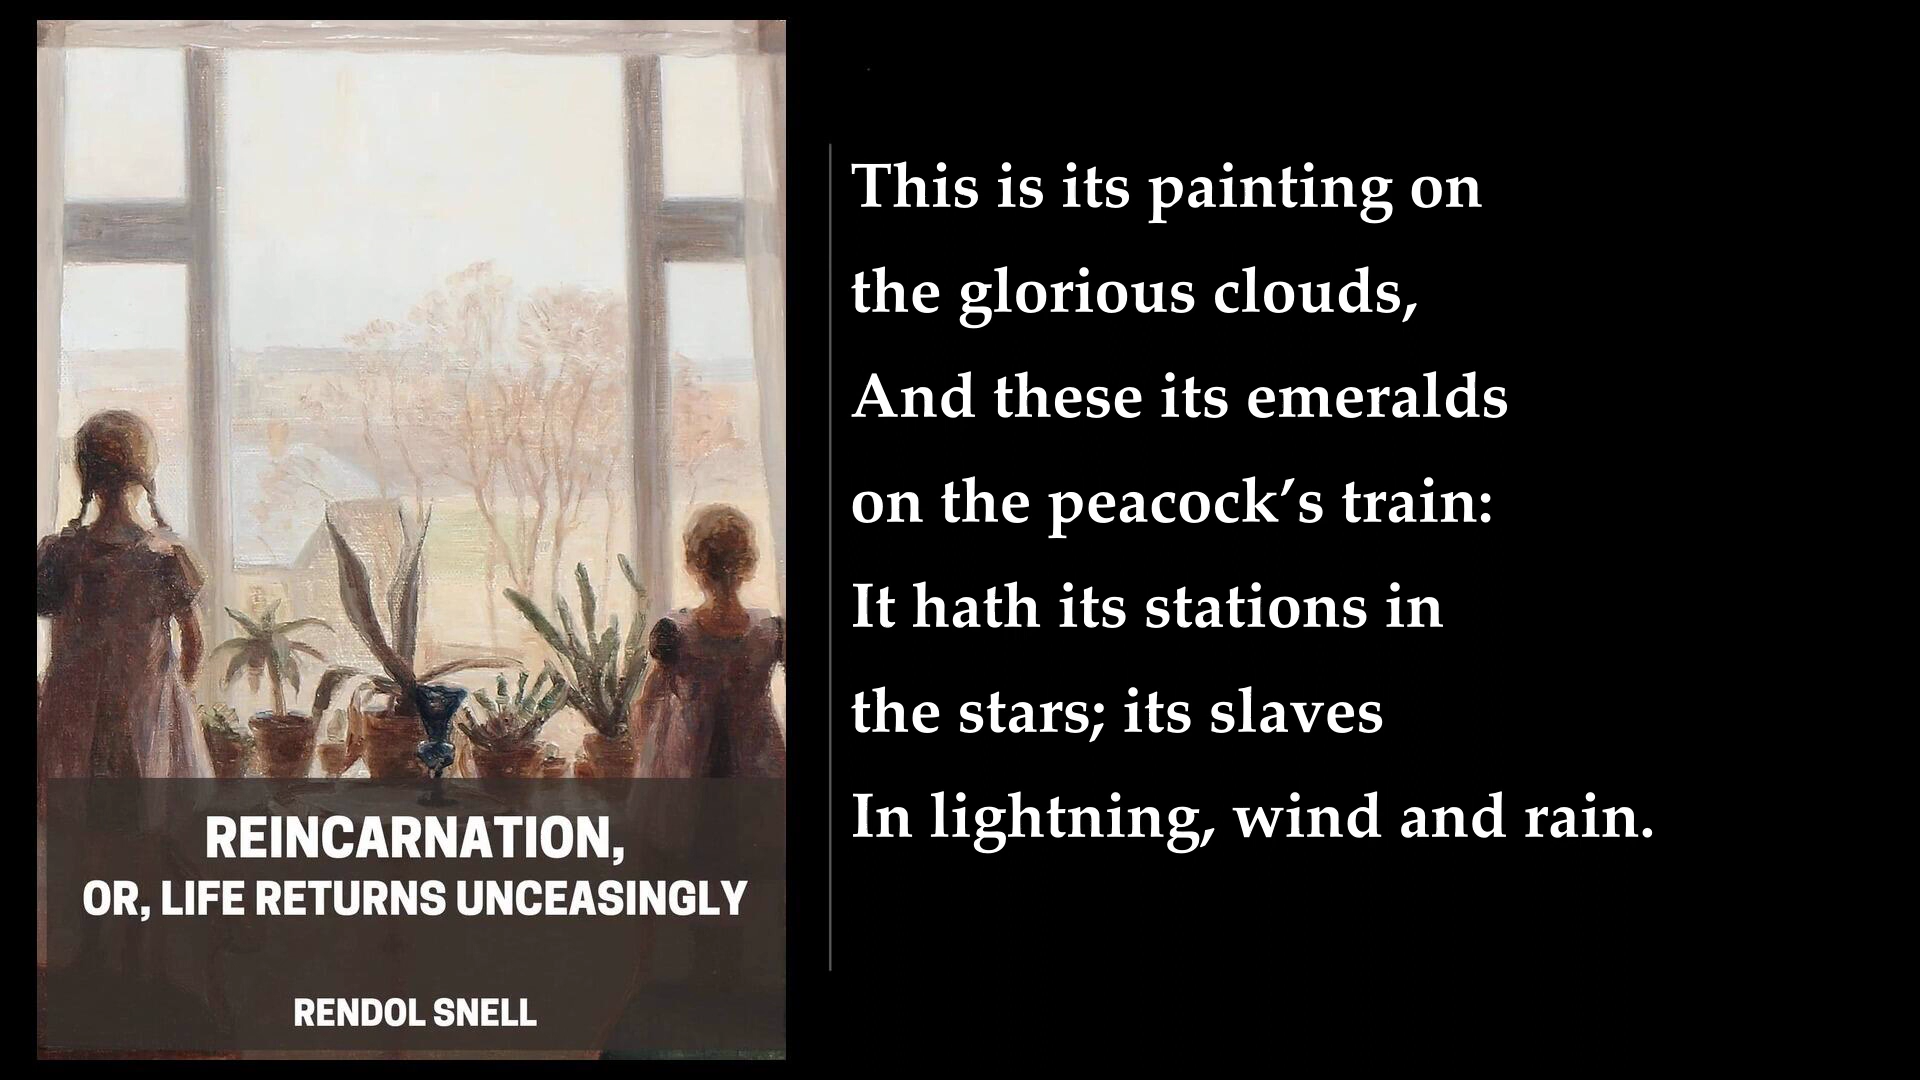 REINCARNATION,
OR, LIFE RETURNS UNCEASINGLY
RENDOL SNELL
This is its painting on
the glorious clouds,
And these its emeralds
on the peacock’s train:
It hath its stations in
the stars; its slaves
In lightning, wind and rain.